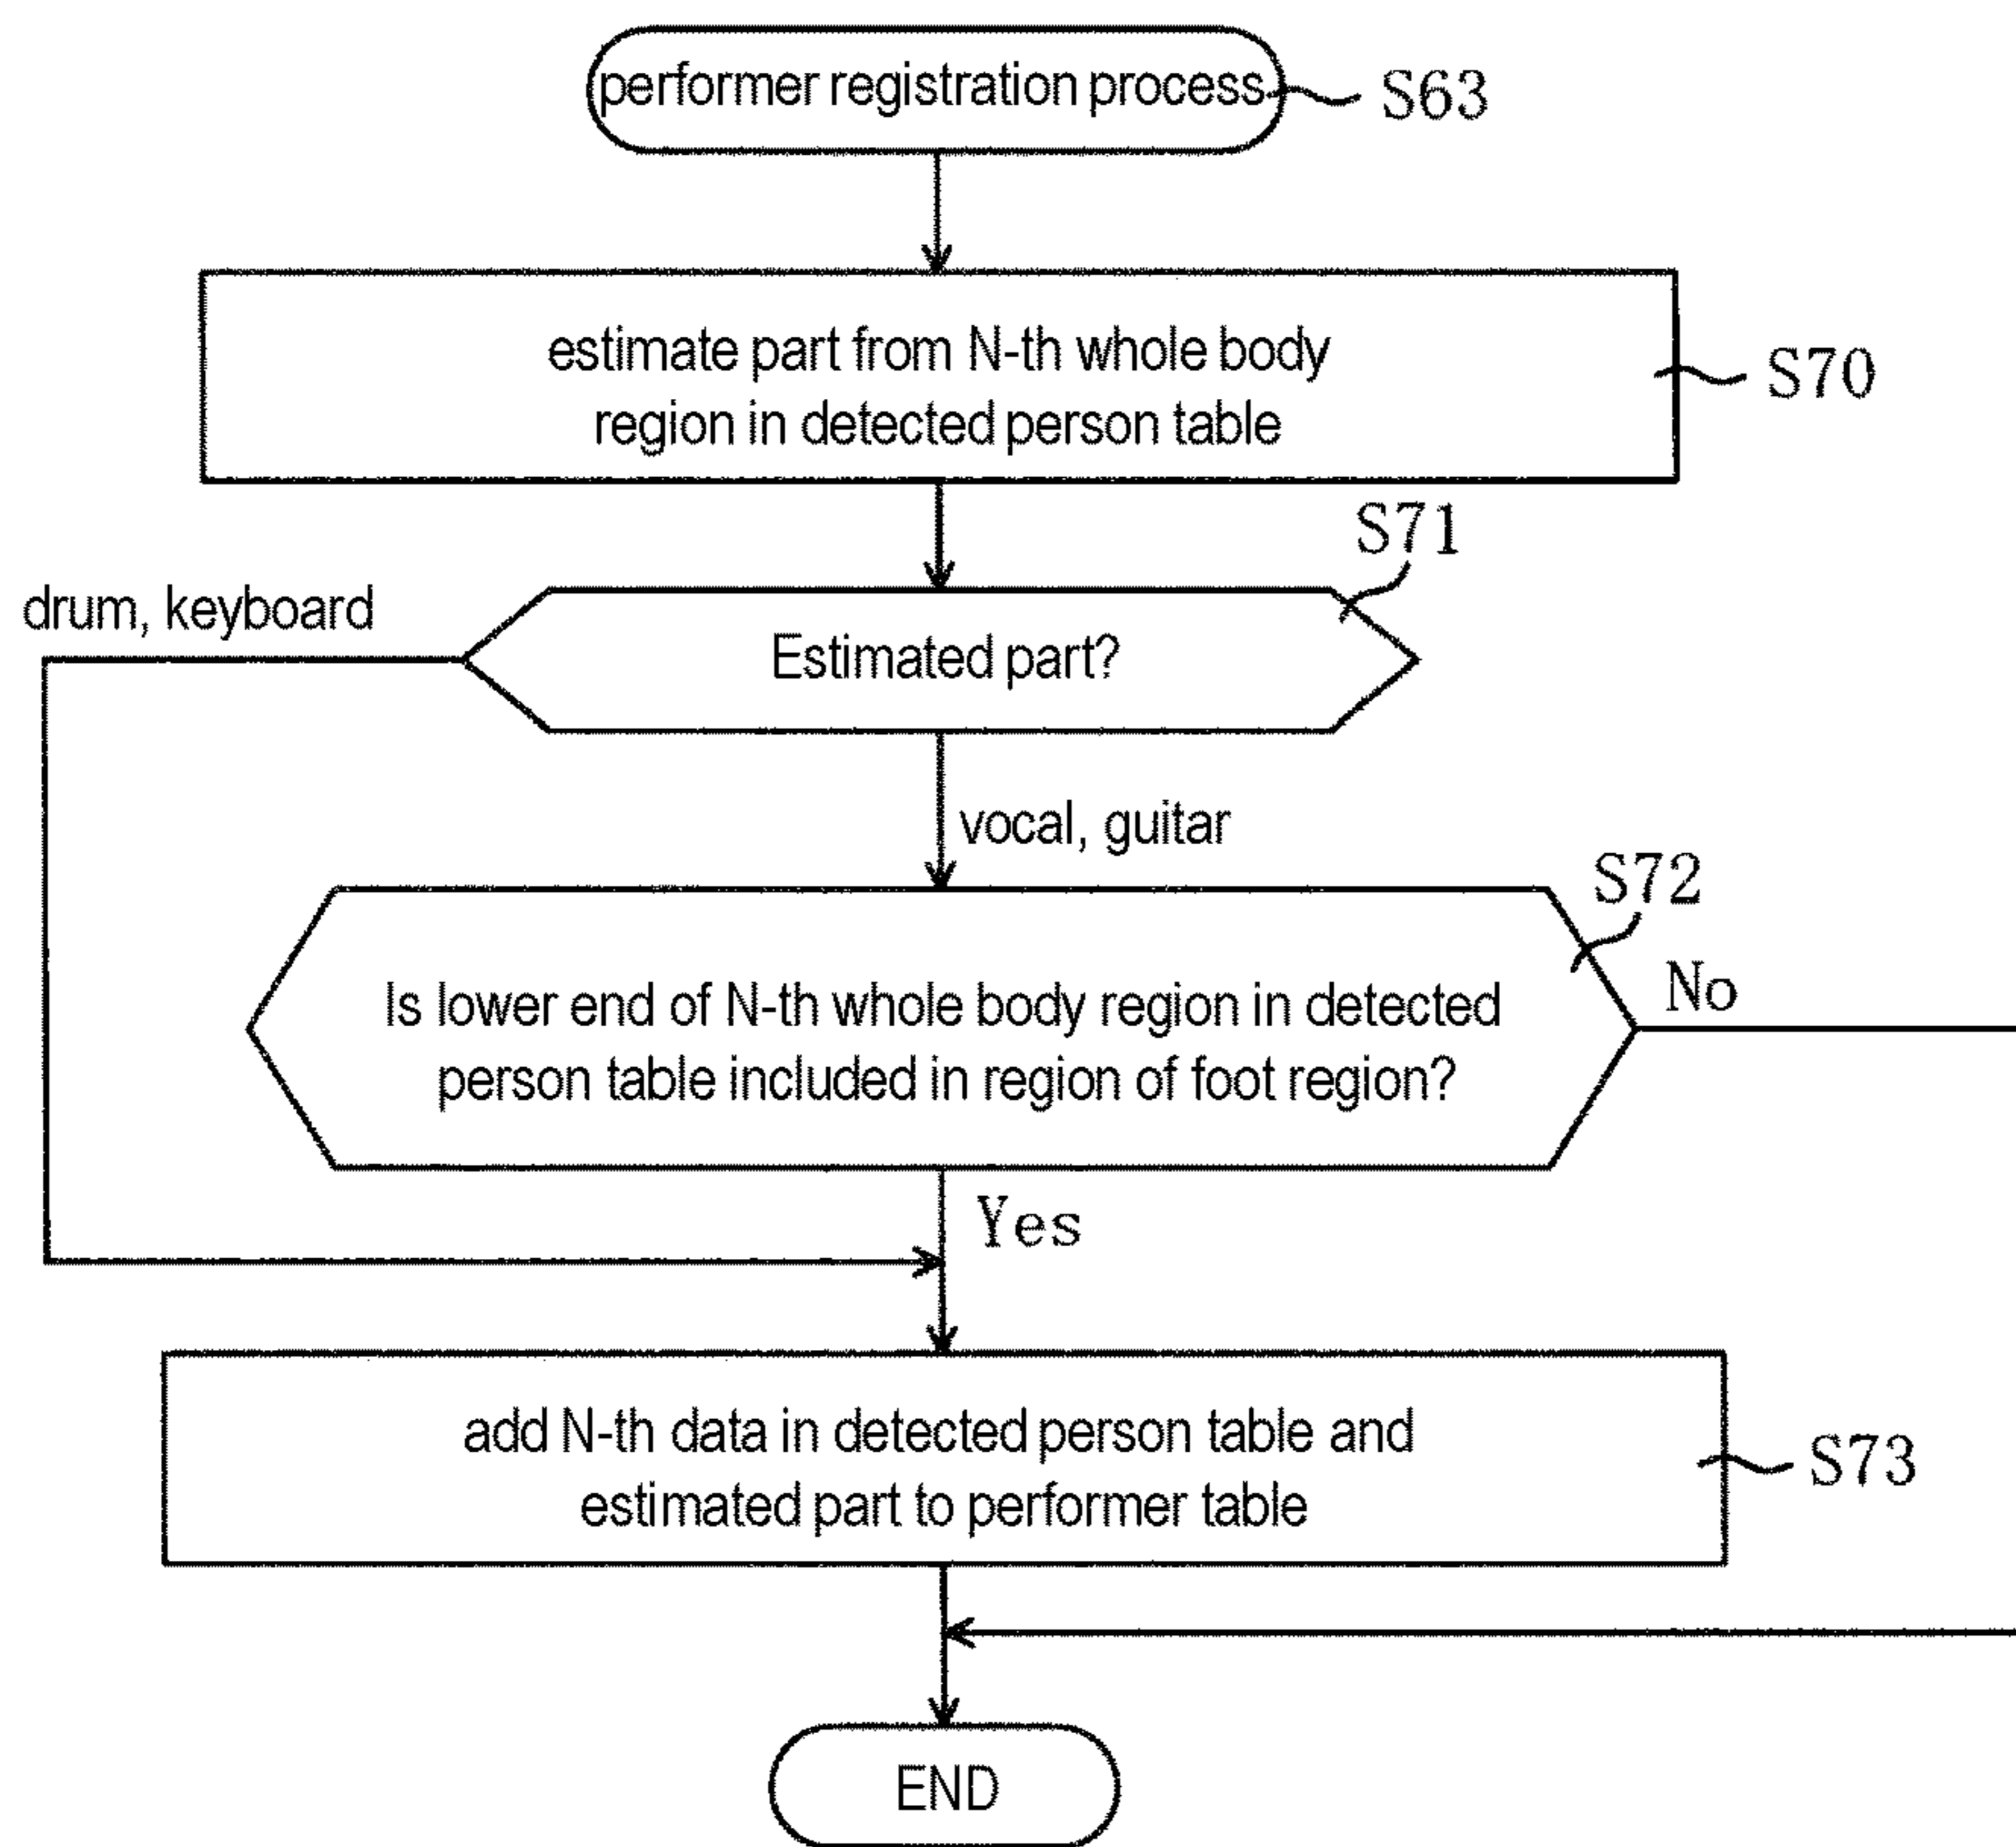 performer registration process
S63
estimate part from N-th whole body
region in detected person table
S70
S71
drum, keyboard
Estimated part?
vocal, guitar
S72
No
Is lower end of N-th whole body region in detected
person table included in region of foot region?
Yes
add N-th data in detected person table and
estimated part to performer table
S73
END